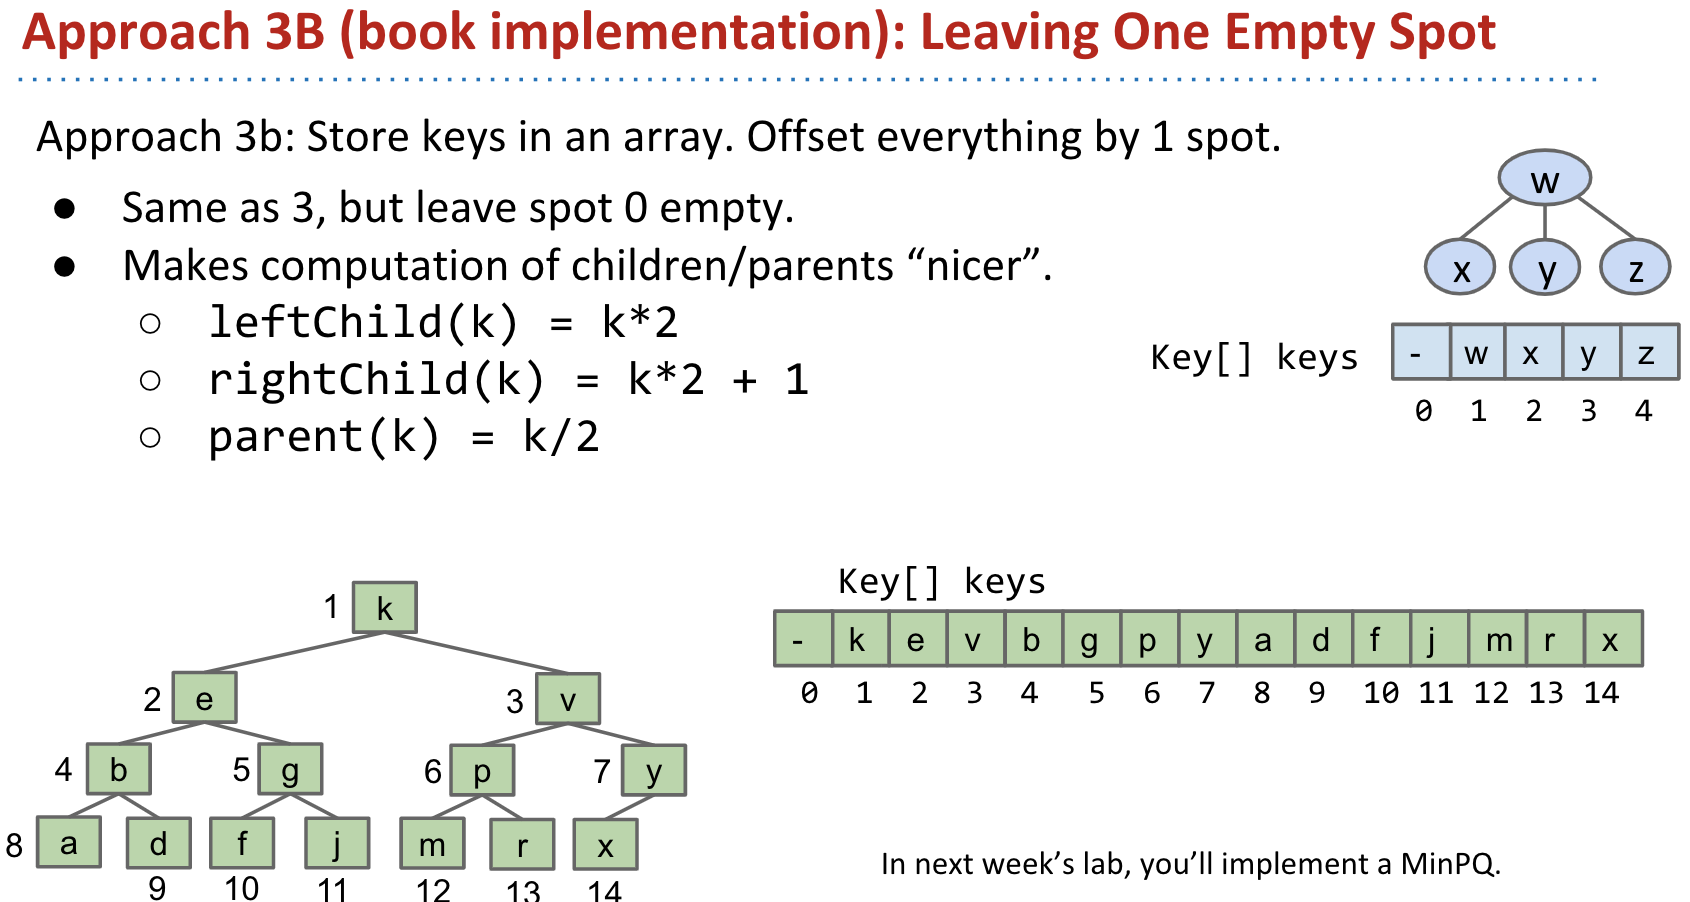 Approach 3B (book implementation): Leaving One Empty Spot
Approach 3b: Store keys in an array. Offset everything by 1 spot.
● Same as 3, but leave spot 0 empty.
● Makes computation of children/parents “nicer”.
○ leftChild(k) = k*2
○ rightChild(k) = k*2 + 1
○ parent(k) = k/2
w
x y z
Key[] keys - w x y z
0 1 2 3 4
1 k
2 e 3 v
4 b 5 g 6 p 7 y
8 a d f j m r x
9 10 11 12 13 14
Key[] keys
- k e v b g p y a d f j m r x
0 1 2 3 4 5 6 7 8 9 10 11 12 13 14
In next week’s lab, you’ll implement a MinPQ.